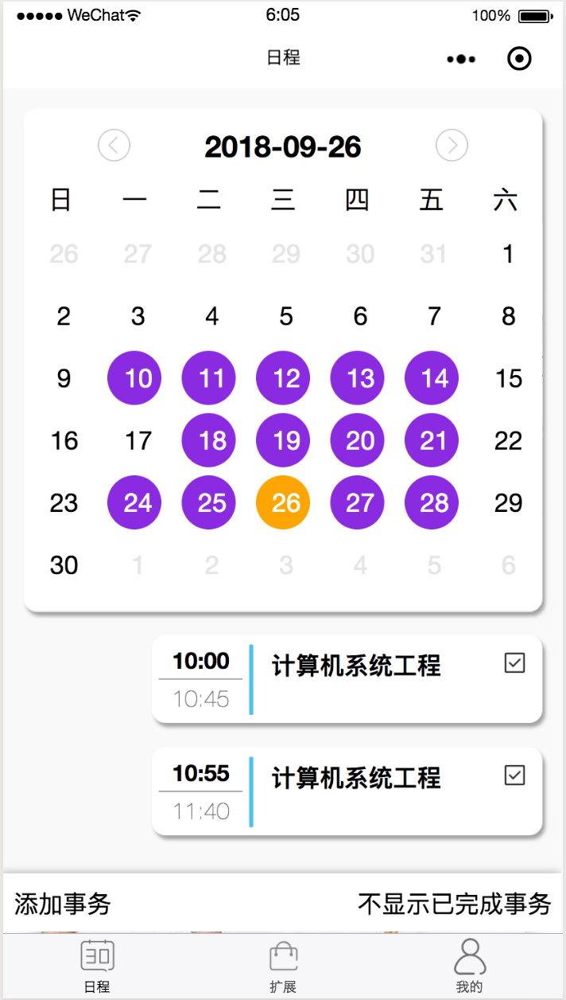 WeChat 6:05 100%
日程
2018-09-26
日 一 二 三 四 五 六
26 27 28 29 30 31 1
2 3 4 5 6 7 8
9 10 11 12 13 14 15
16 17 18 19 20 21 22
23 24 25 26 27 28 29
30 1 2 3 4 5 6
10:00 计算机系统工程
10:45
10:55 计算机系统工程
11:40
添加事务 不显示已完成事务
30
日程 扩展 我的